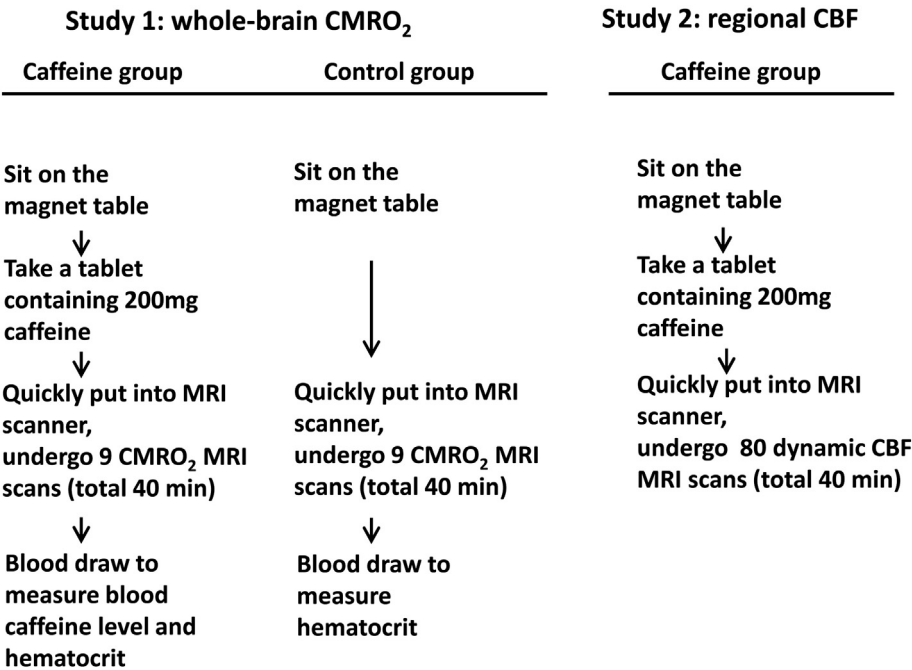 Study 1: whole-brain CMRO₂
Caffeine group
Sit on the
magnet table
Take a tablet
containing 200mg
caffeine
Quickly put into MRI
scanner,
undergo 9 CMRO₂ MRI
scans (total 40 min)
Blood draw to
measure blood
caffeine level and
hematocrit
Control group
Sit on the
magnet table
Quickly put into MRI
scanner,
undergo 9 CMRO₂ MRI
scans (total 40 min)
Blood draw to
measure
hematocrit
Study 2: regional CBF
Caffeine group
Sit on the
magnet table
Take a tablet
containing 200mg
caffeine
Quickly put into MRI
scanner,
undergo 80 dynamic CBF
MRI scans (total 40 min)